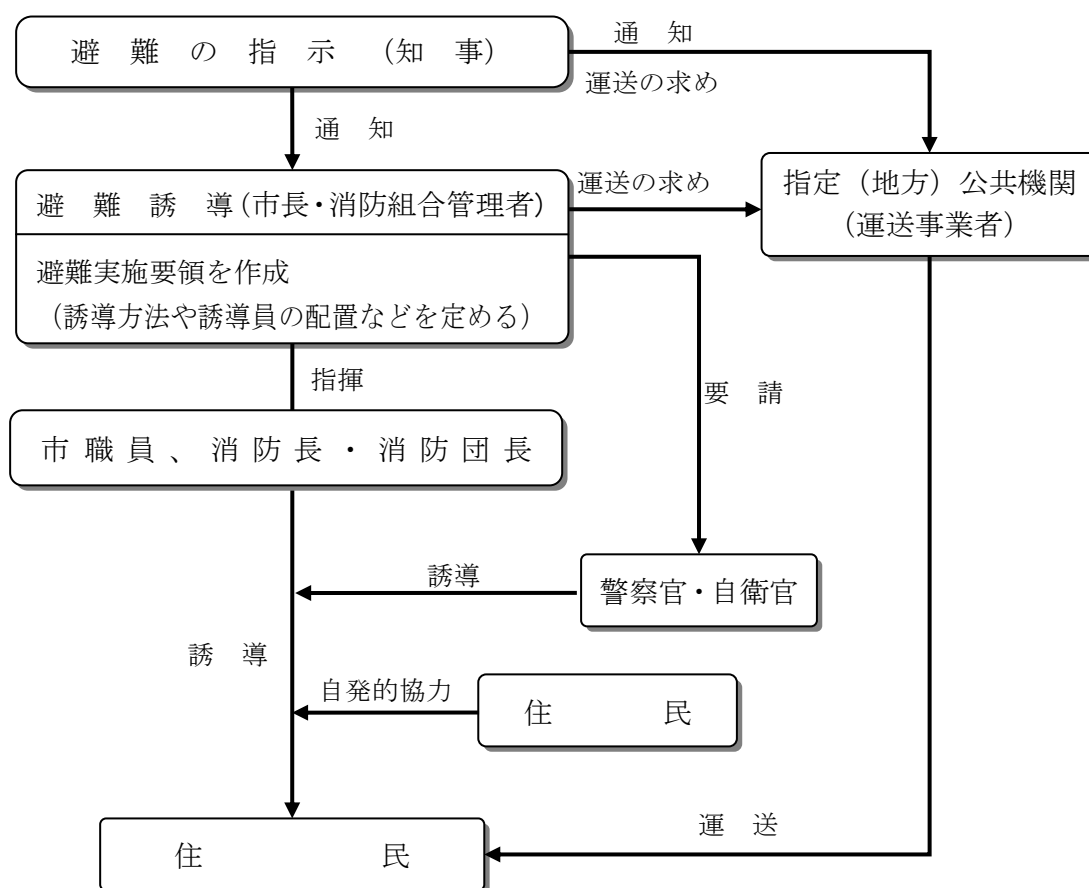 避難の指示（知事）
通知
運送の求め
通知
避難誘導（市長・消防組合管理者）
運送の求め
指定（地方）公共機関
（運送事業者）
避難実施要領を作成
（誘導方法や誘導員の配置などを定める）
指揮
要請
市職員、消防長・消防団長
誘導
警察官・自衛官
誘導
自発的協力
住民
運送
住民